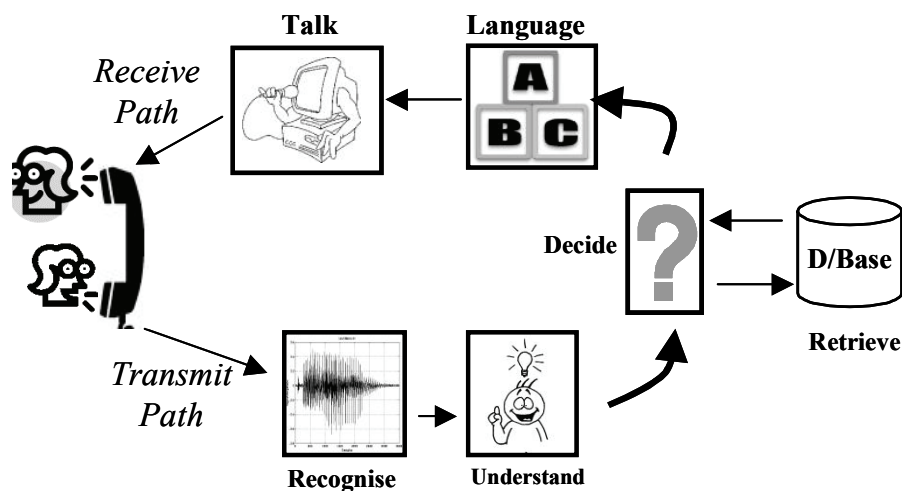 Talk
Language
Receive
Path
A
B C
Decide
D/Base
Retrieve
Transmit
Path
Recognise
Understand